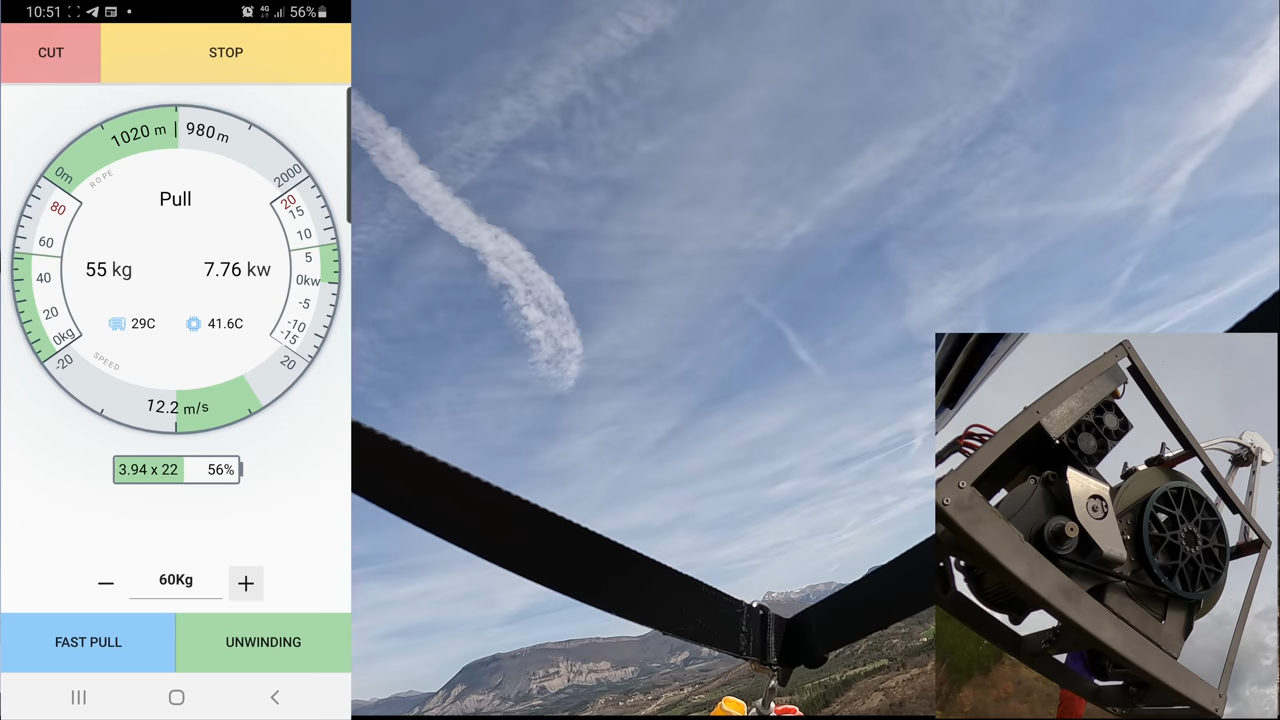 10:51 4G 56%
CUT STOP
1020 m 980 m
0m ROPE 2000
80 20
15
60 Pull 10
5
40 55 kg 7.76 kw 0kw
20 29C 41.6C -5
-10
0kg -15
-20 SPEED 20
12.2 m/s
3.94 x 22 56%
− 60Kg +
FAST PULL UNWINDING